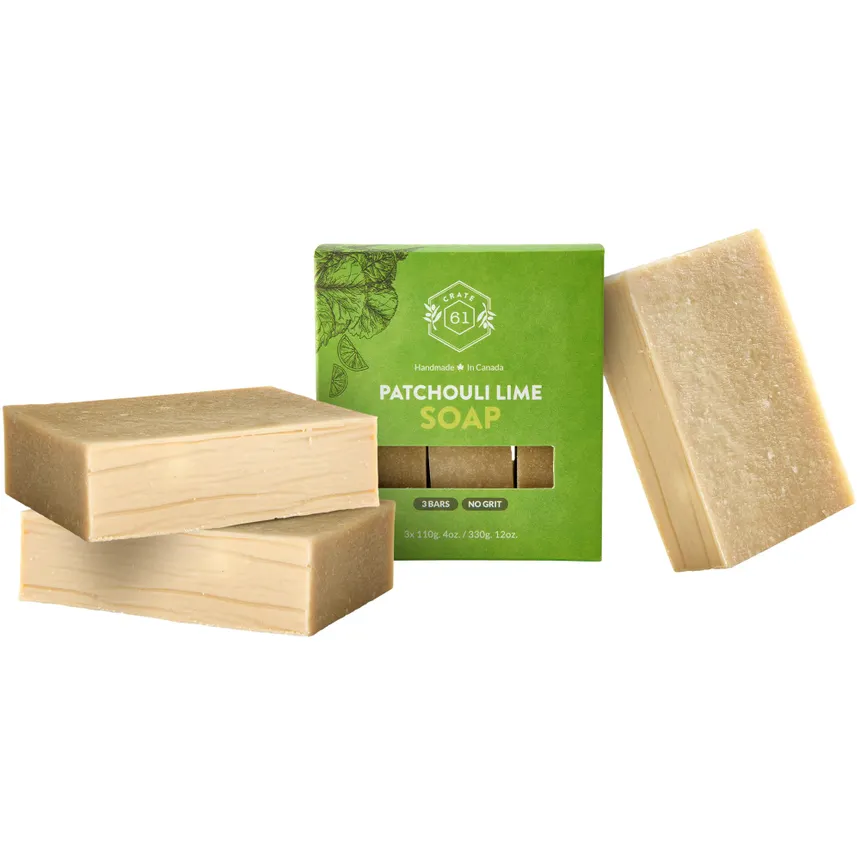 CRATE
61
Handmade In Canada
PATCHOULI LIME
SOAP
3 BARS NO GRIT
3x 110g. 4oz. / 330g. 12oz.